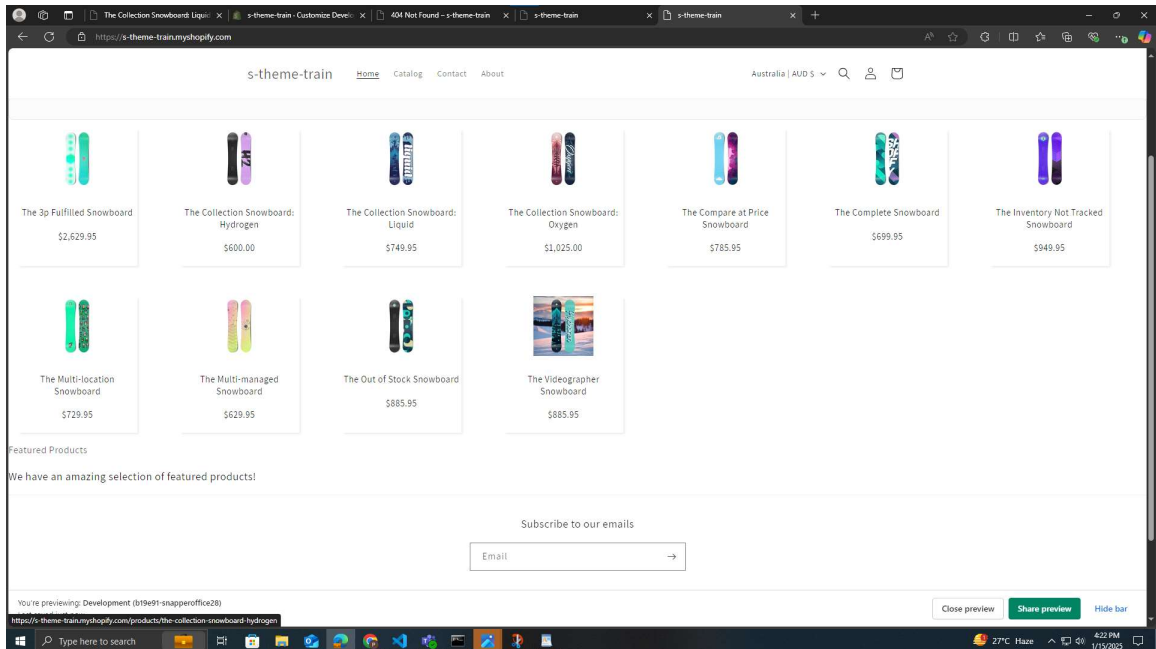 The Collection Snowboard: Liquid
s-theme-train - Customize Develo
404 Not Found – s-theme-train
s-theme-train
s-theme-train
https://s-theme-train.myshopify.com
s-theme-train
Home
Catalog
Contact
About
Australia | AUD $
The 3p Fulfilled Snowboard
$2,629.95
The Collection Snowboard:
Hydrogen
$600.00
The Collection Snowboard:
Liquid
$749.95
The Collection Snowboard:
Oxygen
$1,025.00
The Compare at Price
Snowboard
$785.95
The Complete Snowboard
$699.95
The Inventory Not Tracked
Snowboard
$949.95
The Multi-location
Snowboard
$729.95
The Multi-managed
Snowboard
$629.95
The Out of Stock Snowboard
$885.95
The Videographer
Snowboard
$885.95
Featured Products
We have an amazing selection of featured products!
Subscribe to our emails
Email
You're previewing: Development (b19e91-snapperoffice28)
Close preview
Share preview
Hide bar
https://s-theme-train.myshopify.com/products/the-collection-snowboard-hydrogen
Type here to search
27°C Haze
4:22 PM
1/15/2025